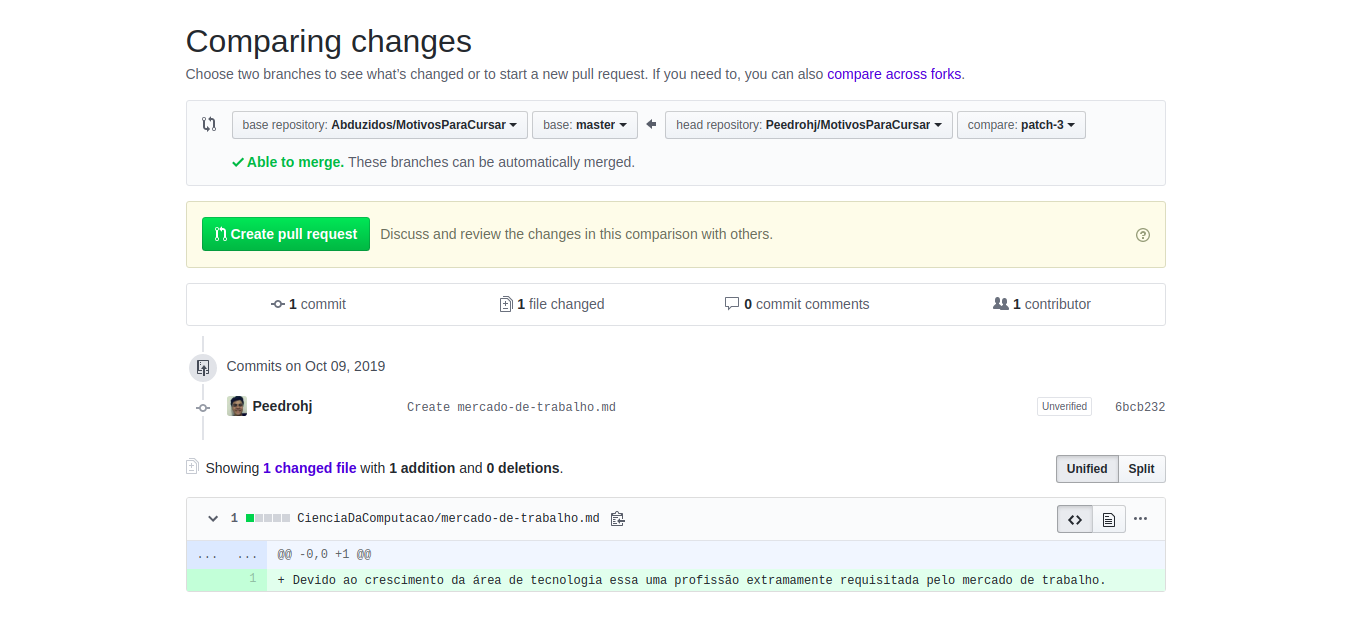 Comparing changes
Choose two branches to see what's changed or to start a new pull request. If you need to, you can also compare across forks.
base repository: Abduzidos/MotivosParaCursar base: master head repository: Peedrohj/MotivosParaCursar compare: patch-3
Able to merge. These branches can be automatically merged.
Create pull request Discuss and review the changes in this comparison with others.
1 commit 1 file changed 0 commit comments 1 contributor
Commits on Oct 09, 2019
Peedrohj Create mercado-de-trabalho.md Unverified 6bcb232
Showing 1 changed file with 1 addition and 0 deletions. Unified Split
1 CienciaDaComputacao/mercado-de-trabalho.md
... ... @@ -0,0 +1 @@
1 + Devido ao crescimento da área de tecnologia essa uma profissão extramamente requisitada pelo mercado de trabalho.